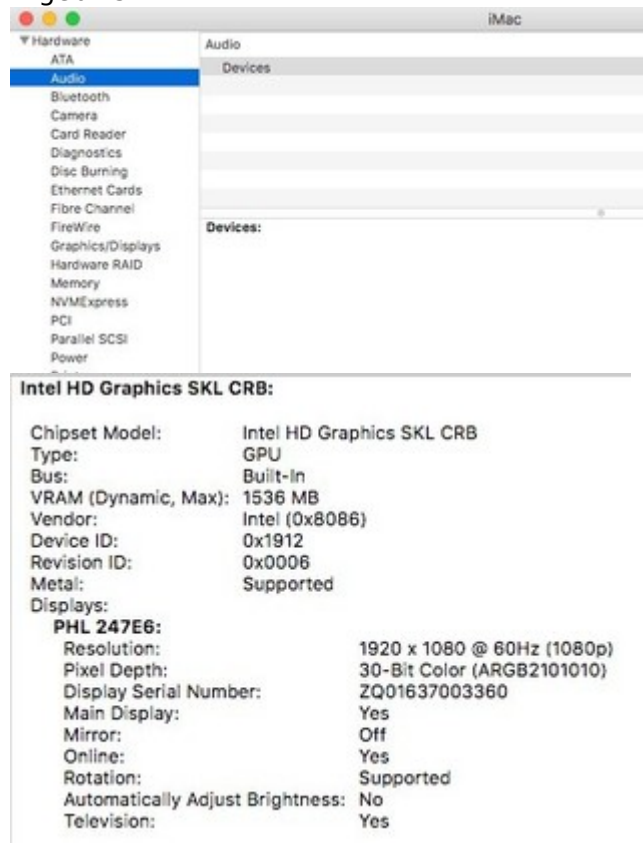 iMac
Hardware
ATA
Audio
Bluetooth
Camera
Card Reader
Diagnostics
Disc Burning
Ethernet Cards
Fibre Channel
FireWire
Graphics/Displays
Hardware RAID
Memory
NVMExpress
PCI
Parallel SCSI
Power
Audio
Devices
Devices:
Intel HD Graphics SKL CRB:
Chipset Model: Intel HD Graphics SKL CRB
Type: GPU
Bus: Built-In
VRAM (Dynamic, Max): 1536 MB
Vendor: Intel (0x8086)
Device ID: 0x1912
Revision ID: 0x0006
Metal: Supported
Displays:
PHL 247E6:
Resolution: 1920 x 1080 @ 60Hz (1080p)
Pixel Depth: 30-Bit Color (ARGB2101010)
Display Serial Number: ZQ01637003360
Main Display: Yes
Mirror: Off
Online: Yes
Rotation: Supported
Automatically Adjust Brightness: No
Television: Yes